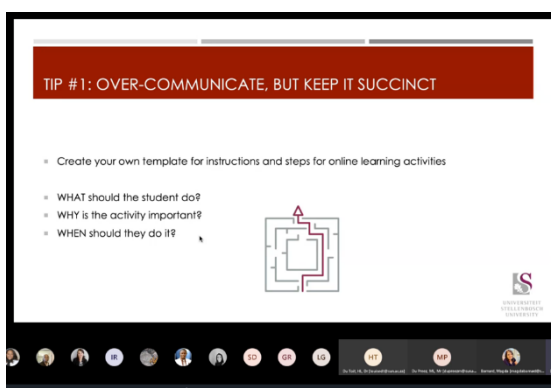 TIP #1: OVER-COMMUNICATE, BUT KEEP IT SUCCINCT
Create your own template for instructions and steps for online learning activities
WHAT should the student do?
WHY is the activity important?
WHEN should they do it?
UNIVERSITEIT
STELLENBOSCH
UNIVERSITY
IR
SD
GR
LG
HT
MP